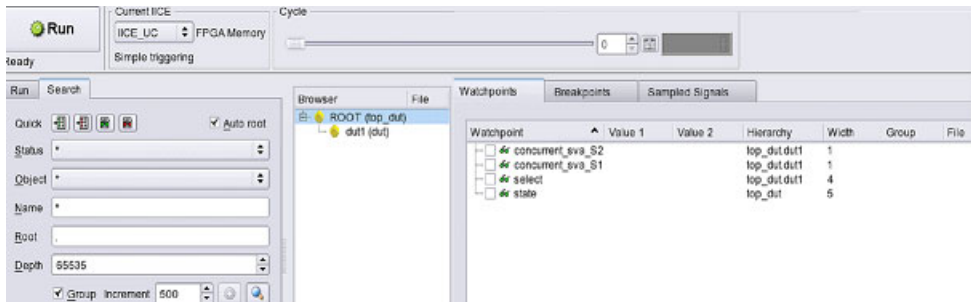 Current IICE
Cycle
Run
IICE_UC
FPGA Memory
0
Ready
Simple triggering
Run
Search
Quick
Auto root
Status
*
Object
*
Name
*
Root
.
Depth
65535
Group
Increment
500
Browser
File
ROOT (top_dut)
dut1 (dut)
Watchpoints
Breakpoints
Sampled Signals
Watchpoint Value 1 Value 2 Hierarchy Width Group File
concurrent_sva_S2 top_dut.dut1 1
concurrent_sva_S1 top_dut.dut1 1
select top_dut.dut1 4
state top_dut 5